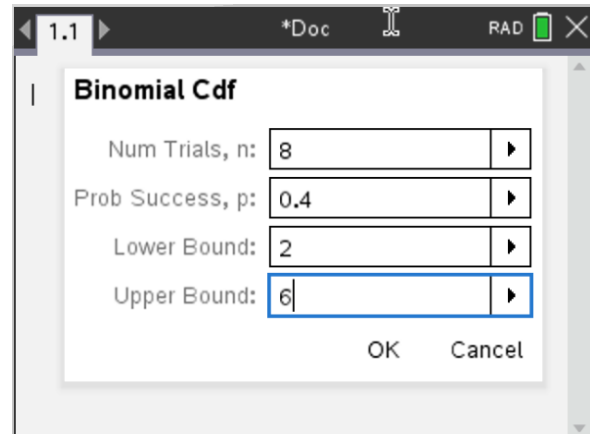 1.1 *Doc RAD
Binomial Cdf
Num Trials, n: 8
Prob Success, p: 0.4
Lower Bound: 2
Upper Bound: 6
OK Cancel